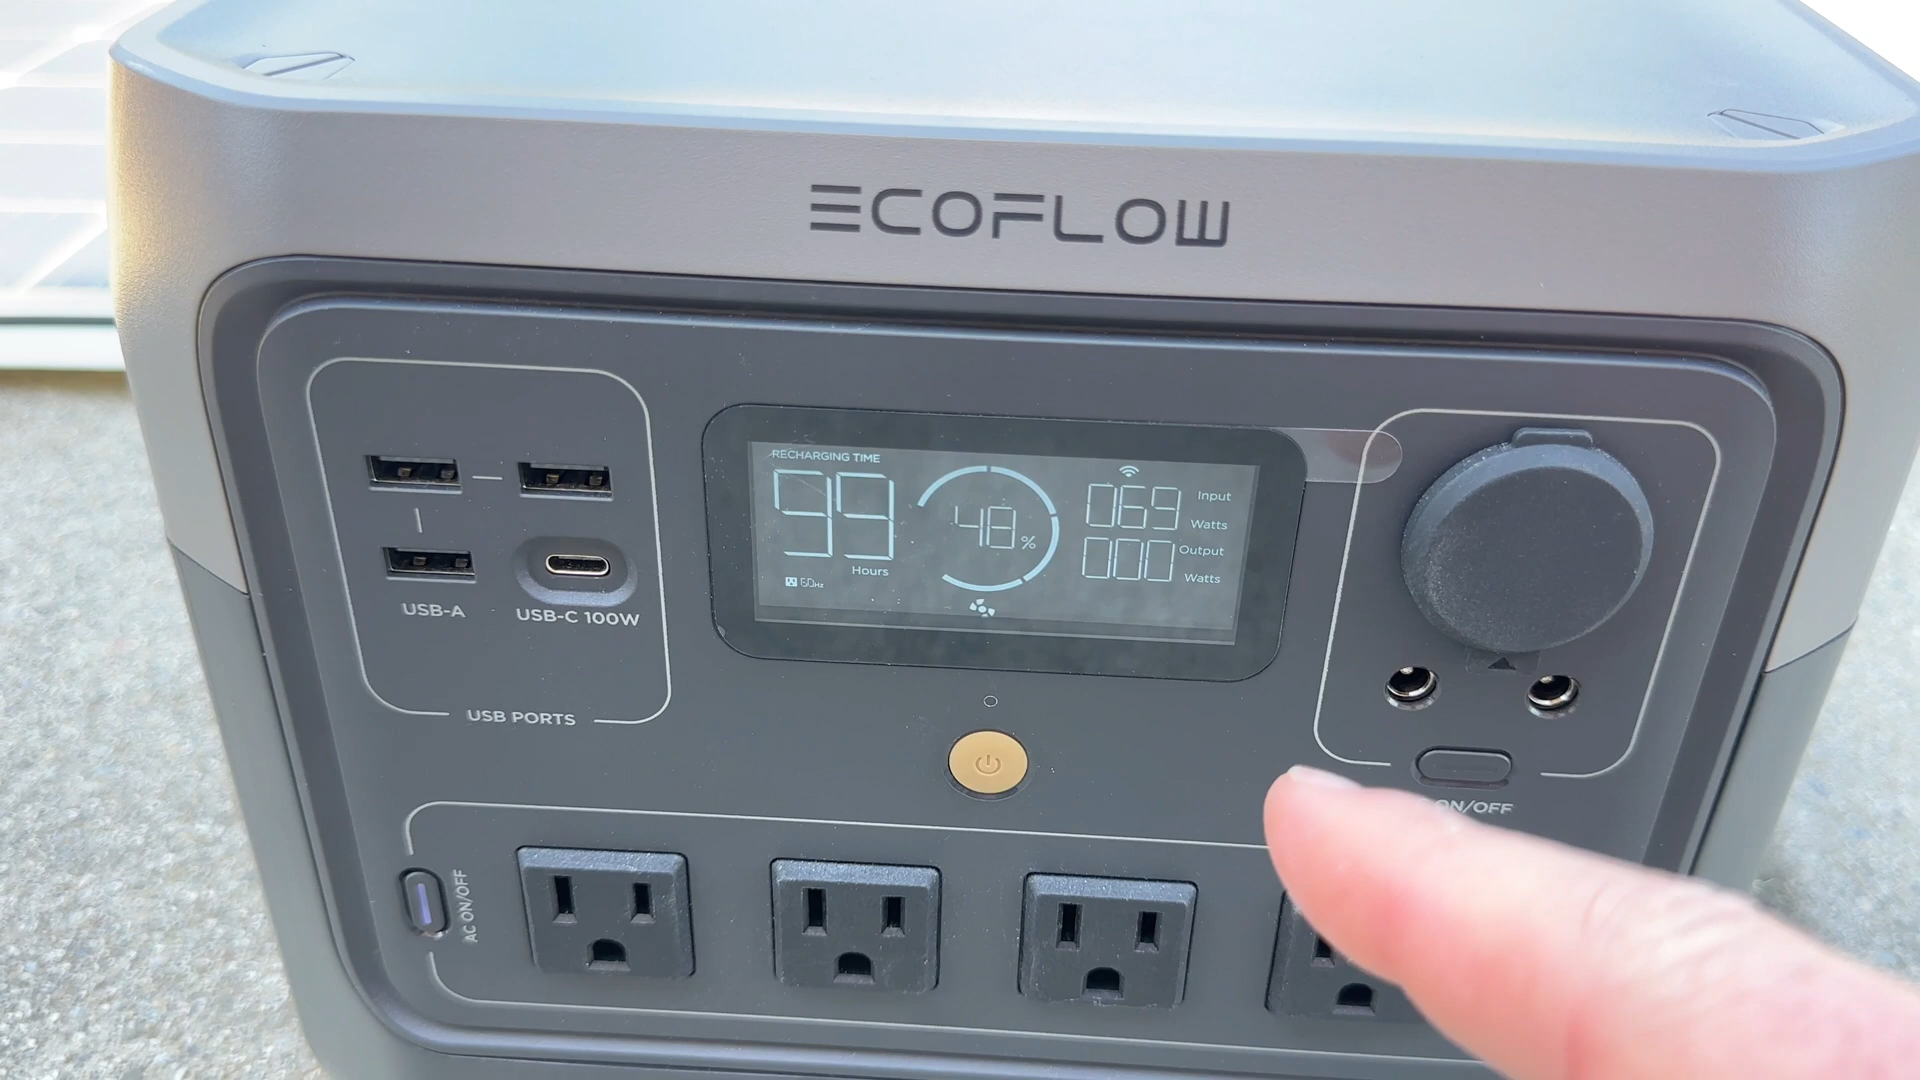 ECOFLOW
RECHARGING TIME
99
Hours
60Hz
48%
069 Input
Watts
000 Output
Watts
USB-A
USB-C 100W
USB PORTS
ON/OFF
AC ON/OFF